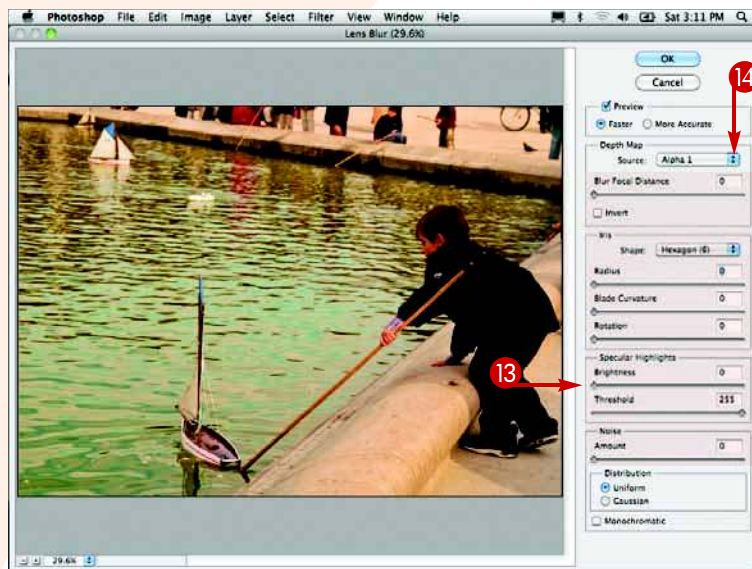 Photoshop File Edit Image Layer Select Filter View Window Help Sat 3:11 PM
Lens Blur (29.6%)
OK
Cancel
14
Preview
Faster More Accurate
Depth Map
Source: Alpha 1
Blur Focal Distance 0
Invert
Iris
Shape: Hexagon (6)
Radius 0
Blade Curvature 0
Rotation 0
Specular Highlights
13
Brightness 0
Threshold 255
Noise
Amount 0
Distribution
Uniform
Gaussian
Monochromatic
29.6%